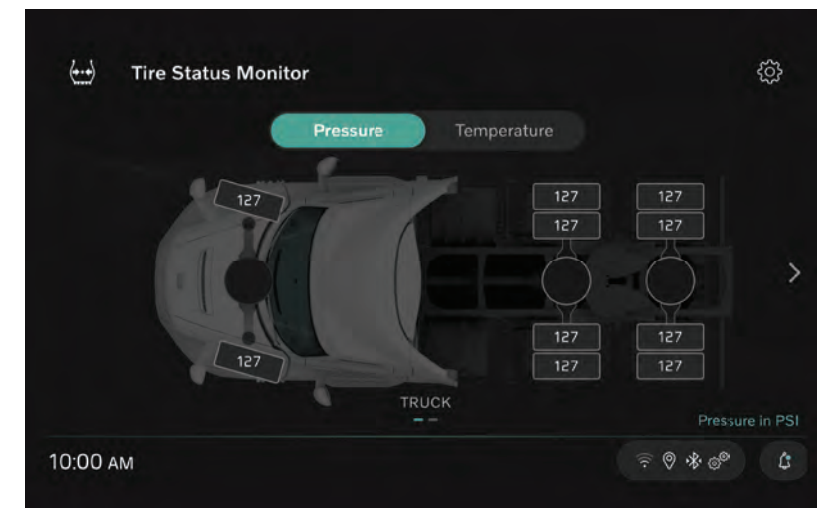 Tire Status Monitor
Pressure Temperature
127 127 127
127 127
127 127
127 127 127
TRUCK
Pressure in PSI
10:00 AM